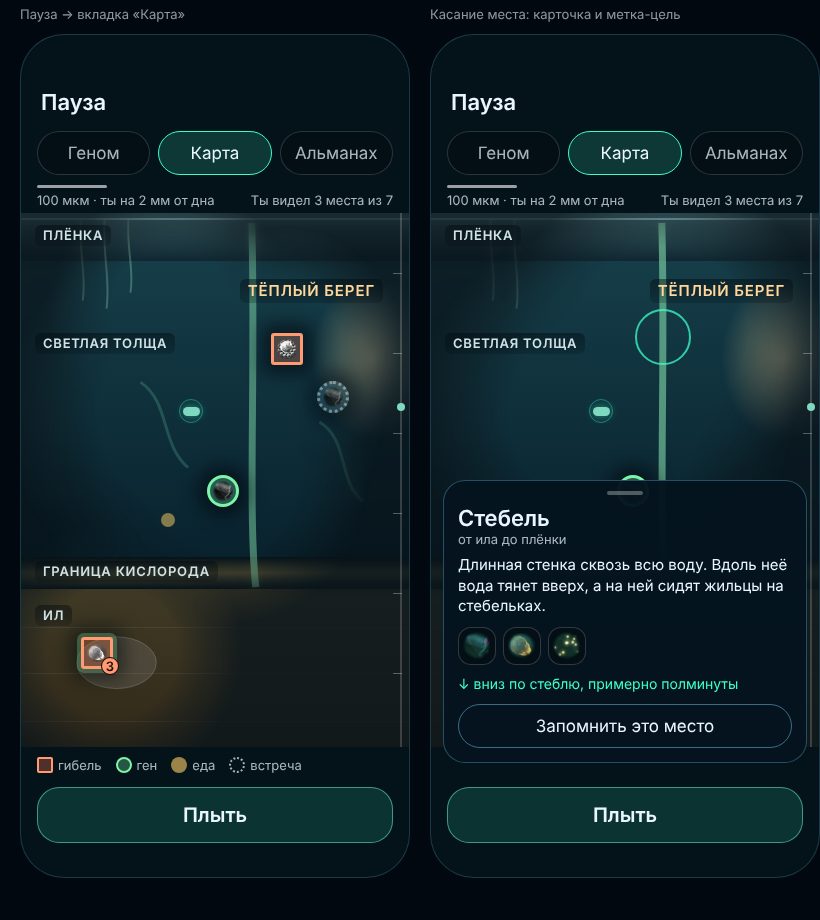 Пауза → вкладка «Карта»
Пауза
Геном
Карта
Альманах
100 мкм · ты на 2 мм от дна
Ты видел 3 места из 7
ПЛЁНКА
ТЁПЛЫЙ БЕРЕГ
СВЕТЛАЯ ТОЛЩА
ГРАНИЦА КИСЛОРОДА
ИЛ
3
гибель
ген
еда
встреча
Плыть
Касание места: карточка и метка-цель
Пауза
Геном
Карта
Альманах
100 мкм · ты на 2 мм от дна
Ты видел 3 места из 7
ПЛЁНКА
ТЁПЛЫЙ БЕРЕГ
СВЕТЛАЯ ТОЛЩА
Стебель
от ила до плёнки
Длинная стенка сквозь всю воду. Вдоль неё
вода тянет вверх, а на ней сидят жильцы на
стебельках.
↓ вниз по стеблю, примерно полминуты
Запомнить это место
Плыть